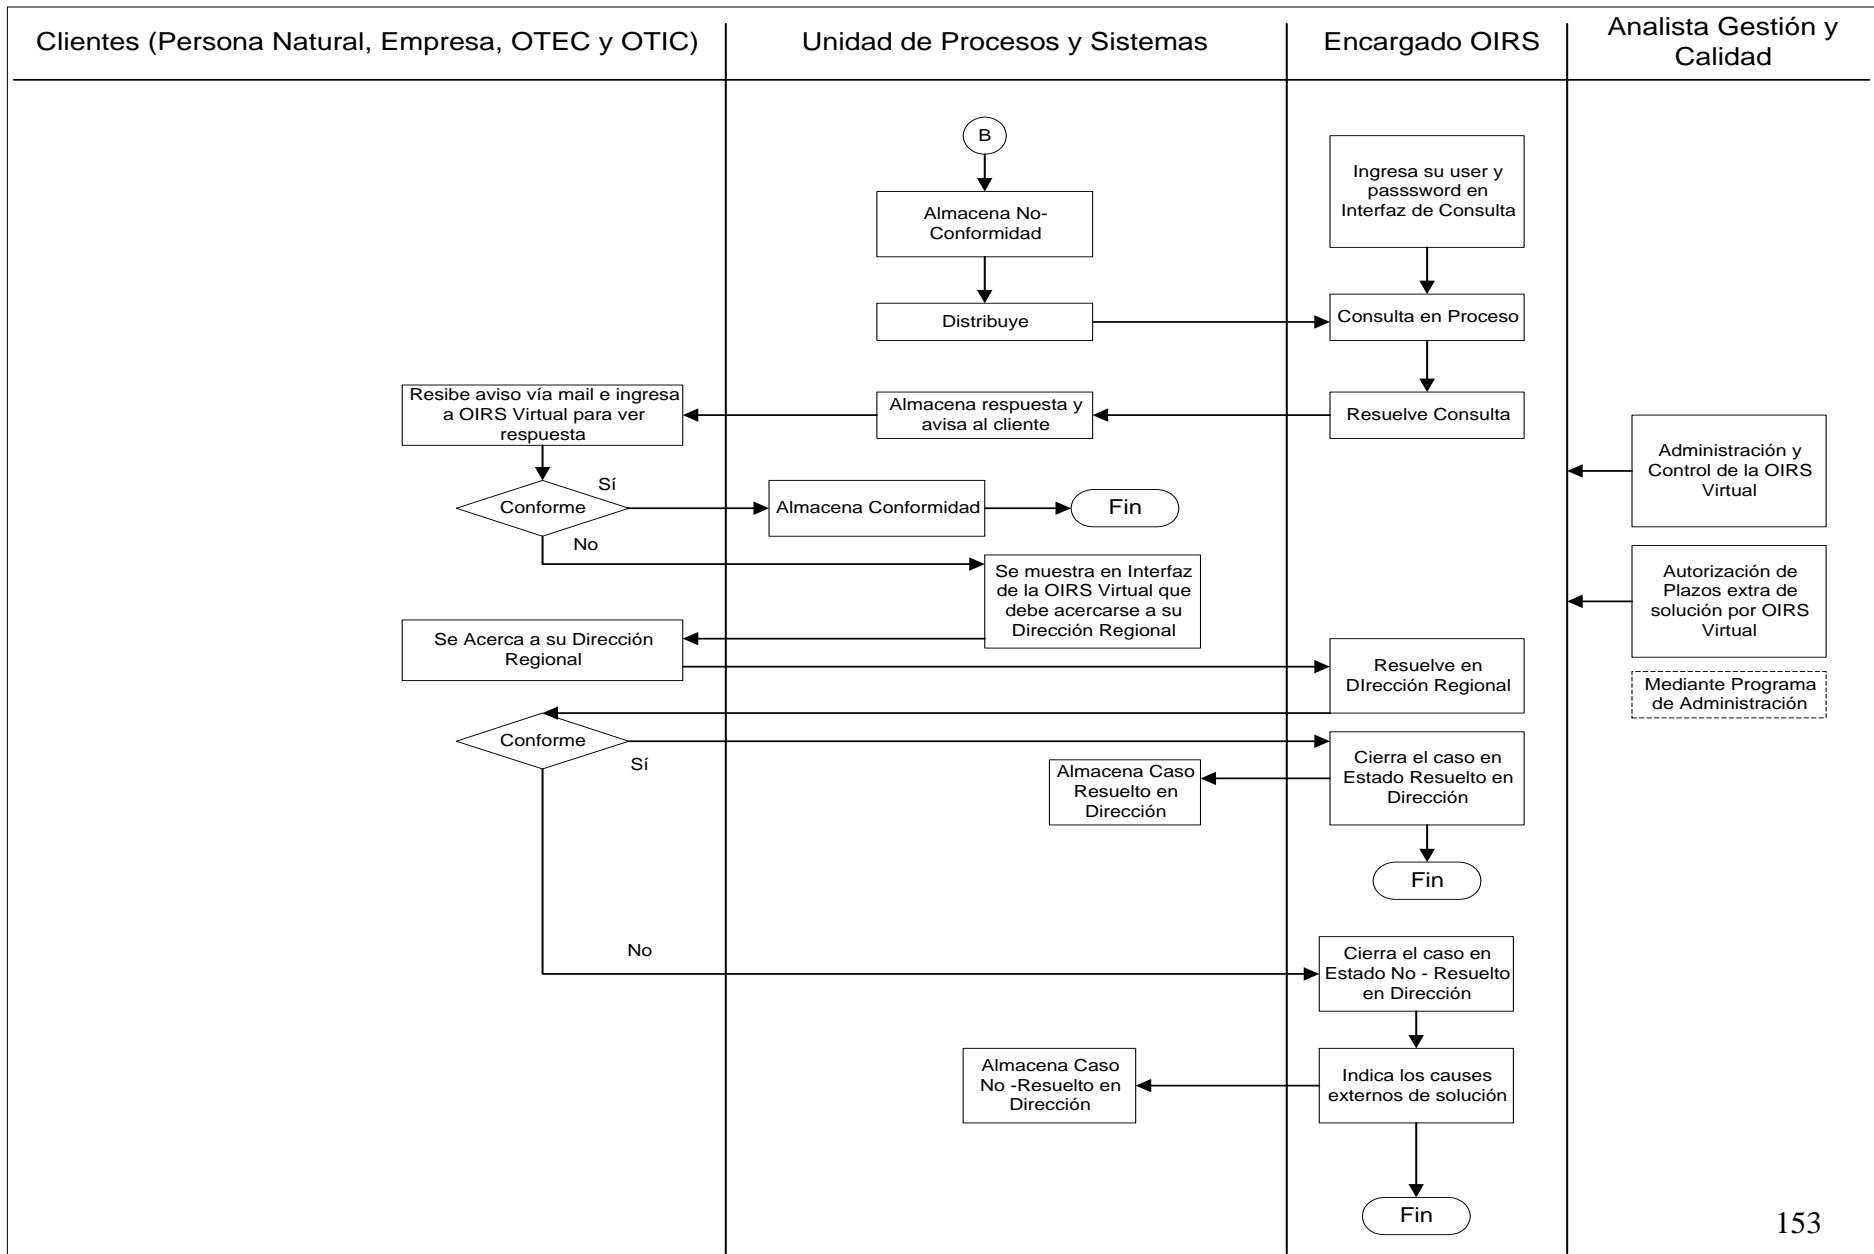 Clientes (Persona Natural, Empresa, OTEC y OTIC)
Unidad de Procesos y Sistemas
Encargado OIRS
Analista Gestión y
Calidad
B
Ingresa su user y
passsword en
Interfaz de Consulta
Almacena No-
Conformidad
Distribuye
Consulta en Proceso
Resibe aviso vía mail e ingresa
a OIRS Virtual para ver
respuesta
Almacena respuesta y
avisa al cliente
Resuelve Consulta
Administración y
Control de la OIRS
Virtual
Conforme
Sí
Almacena Conformidad
Fin
No
Se muestra en Interfaz
de la OIRS Virtual que
debe acercarse a su
Dirección Regional
Autorización de
Plazos extra de
solución por OIRS
Virtual
Se Acerca a su Dirección
Regional
Resuelve en
DIrección Regional
Mediante Programa
de Administración
Conforme
Sí
Cierra el caso en
Estado Resuelto en
Dirección
Almacena Caso
Resuelto en
Dirección
Fin
No
Cierra el caso en
Estado No - Resuelto
en Dirección
Almacena Caso
No -Resuelto en
Dirección
Indica los causes
externos de solución
Fin
153